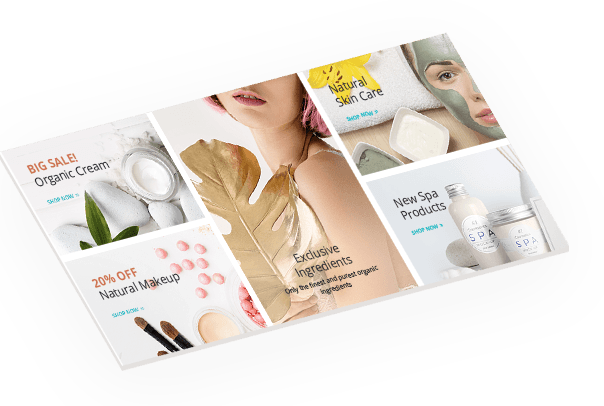 BIG SALE!
Organic Cream
SHOP NOW >
20% OFF
Natural Makeup
SHOP NOW >
Exclusive
Ingredients
Only the finest and purest organic
ingredients
Natural
Skin Care
SHOP NOW >
New Spa
Products
SHOP NOW >
SPA
SPA